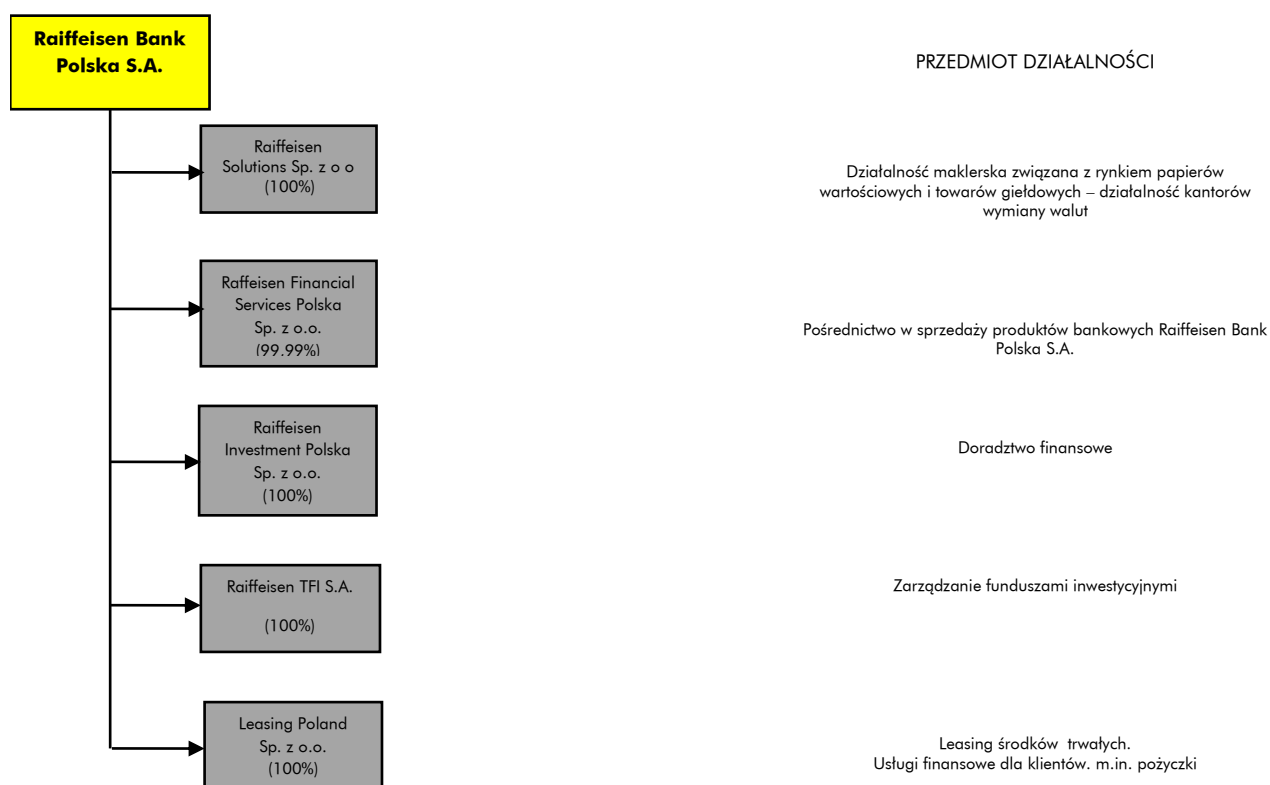 Raiffeisen Bank
Polska S.A.
PRZEDMIOT DZIAŁALNOŚCI
Raiffeisen
Solutions Sp. z o o
(100%)
Działalność maklerska związana z rynkiem papierów
wartościowych i towarów giełdowych – działalność kantorów
wymiany walut
Raffeisen Financial
Services Polska
Sp. z o.o.
(99.99%)
Pośrednictwo w sprzedaży produktów bankowych Raiffeisen Bank
Polska S.A.
Raiffeisen
Investment Polska
Sp. z o.o.
(100%)
Doradztwo finansowe
Raiffeisen TFI S.A.
(100%)
Zarządzanie funduszami inwestycyjnymi
Leasing Poland
Sp. z o.o.
(100%)
Leasing środków trwałych.
Usługi finansowe dla klientów. m.in. pożyczki